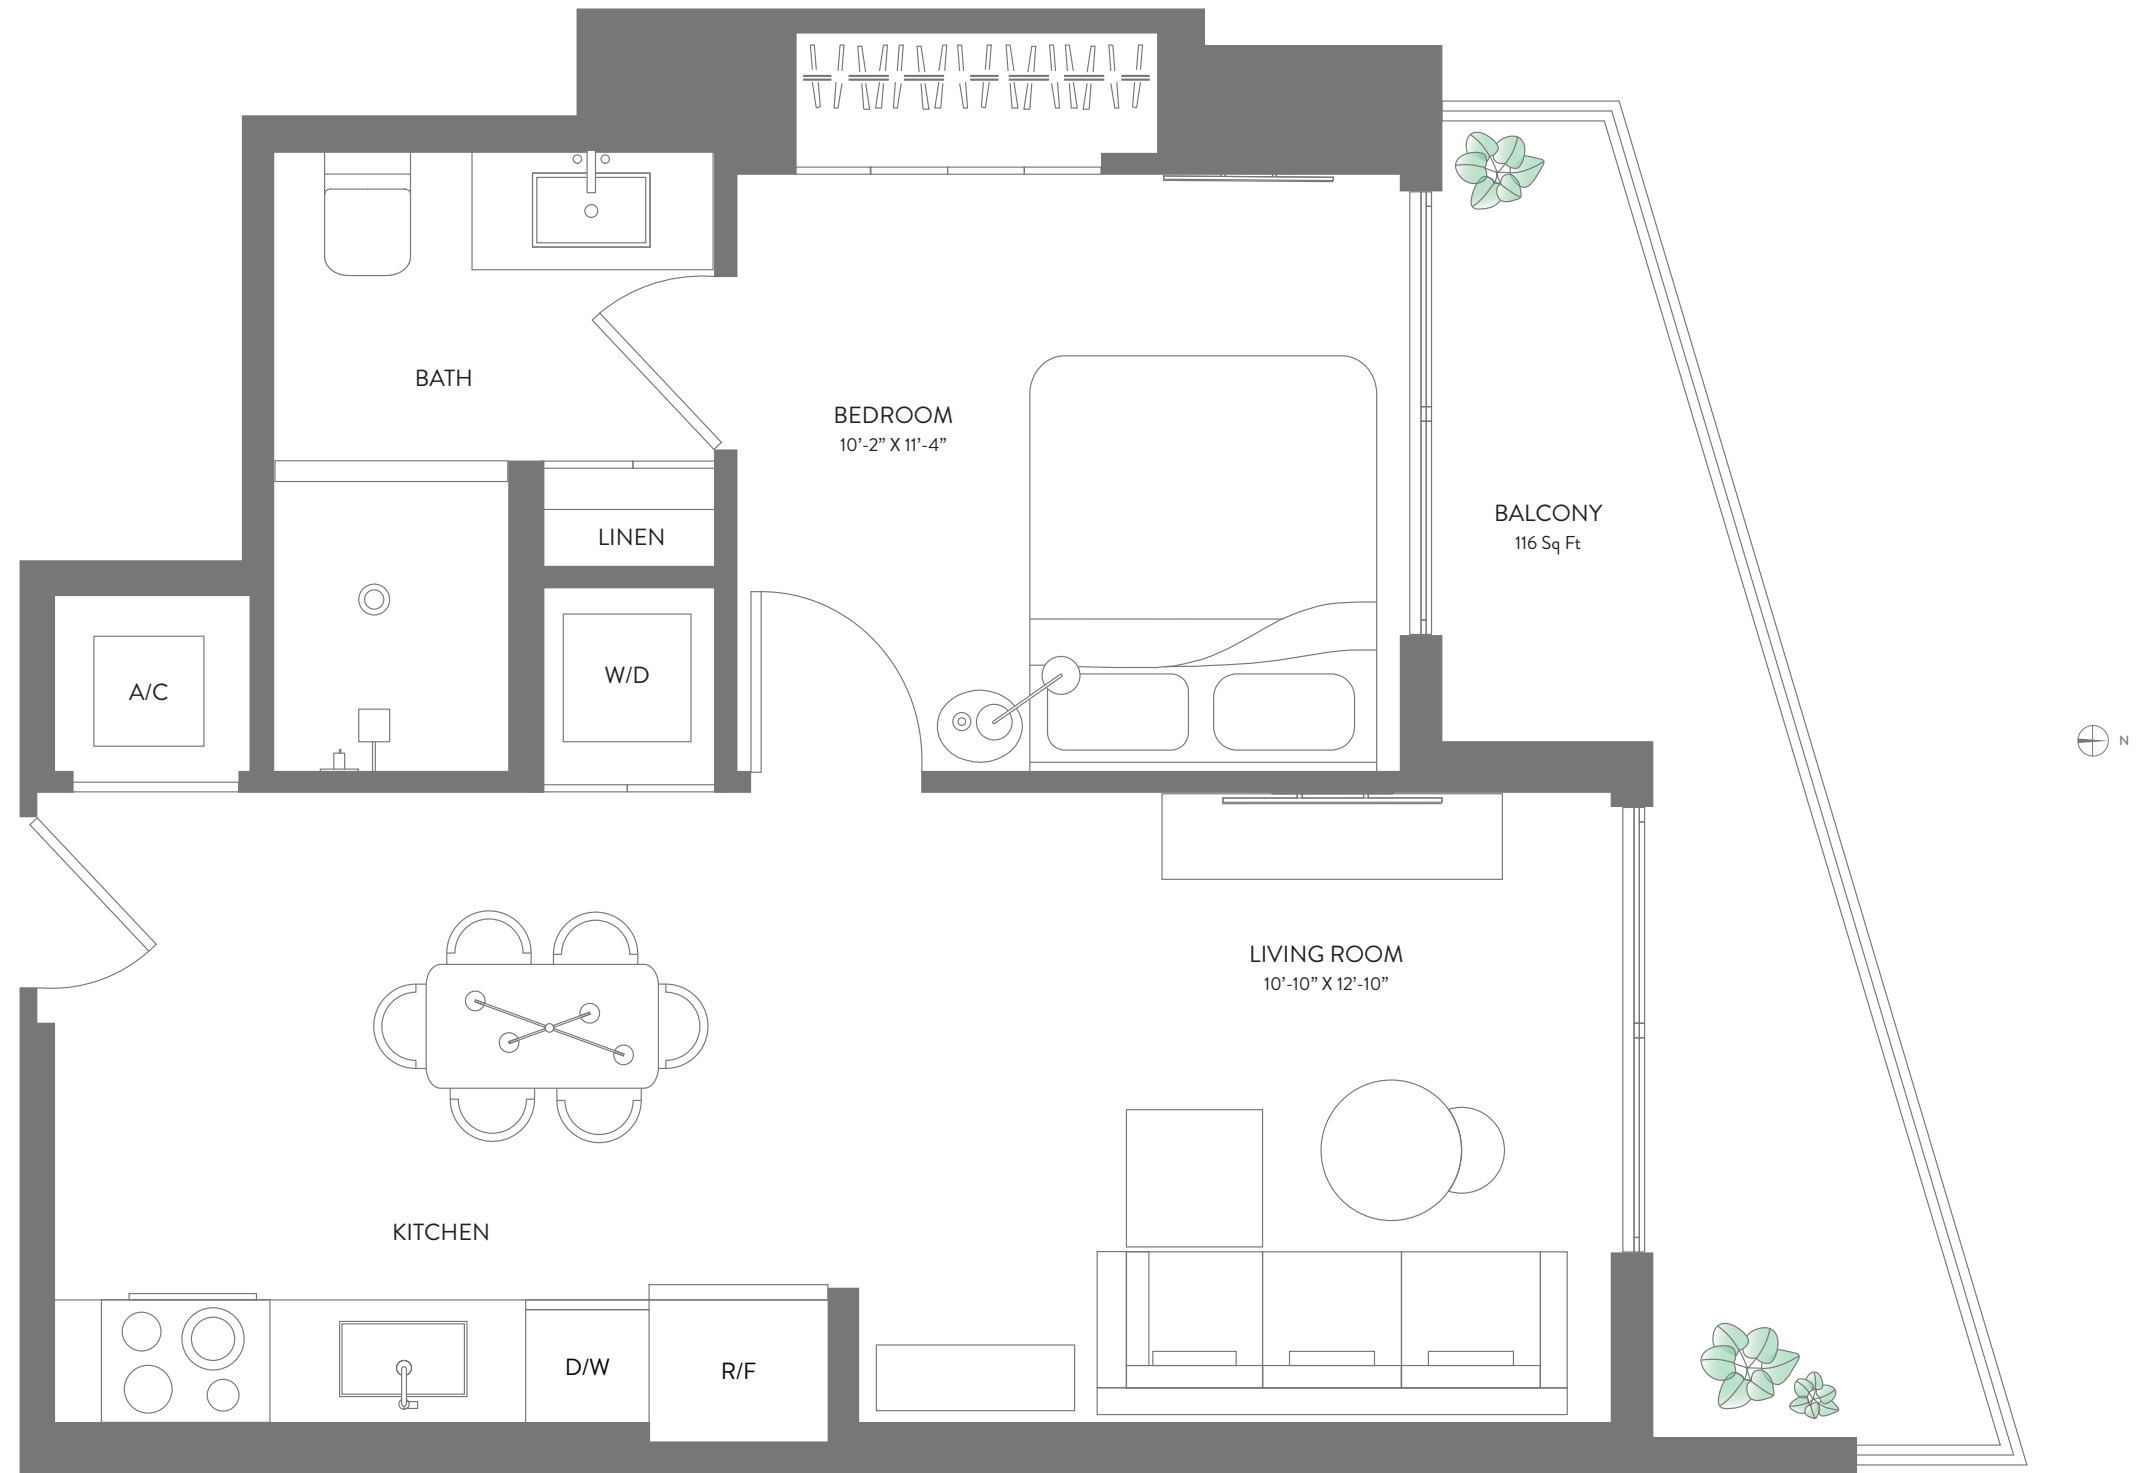 BATH
BEDROOM
10’-2” X 11’-4”
BALCONY
116 Sq Ft
LINEN
W/D
A/C
N
LIVING ROOM
10’-10” X 12’-10”
KITCHEN
D/W
R/F